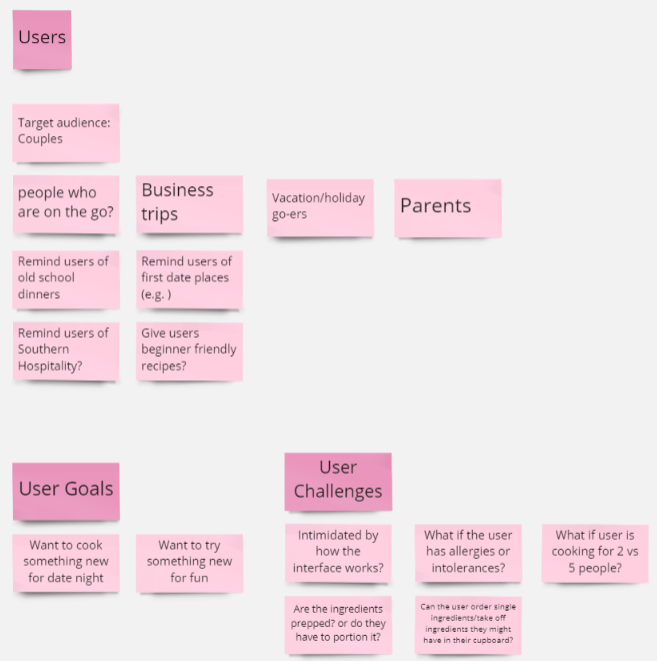 Users
Target audience:
Couples
people who
are on the go?
Business
trips
Vacation/holiday
go-ers
Parents
Remind users of
old school
dinners
Remind users of
first date places
(e.g. )
Remind users of
Southern
Hospitality?
Give users
beginner friendly
recipes?
User Goals
Want to cook
something new
for date night
Want to try
something new
for fun
User
Challenges
Intimidated by
how the
interface works?
What if the user
has allergies or
intolerances?
What if user is
cooking for 2 vs
5 people?
Are the ingredients
prepped? or do they
have to portion it?
Can the user order single
ingredients/take off
ingredients they might
have in their cupboard?